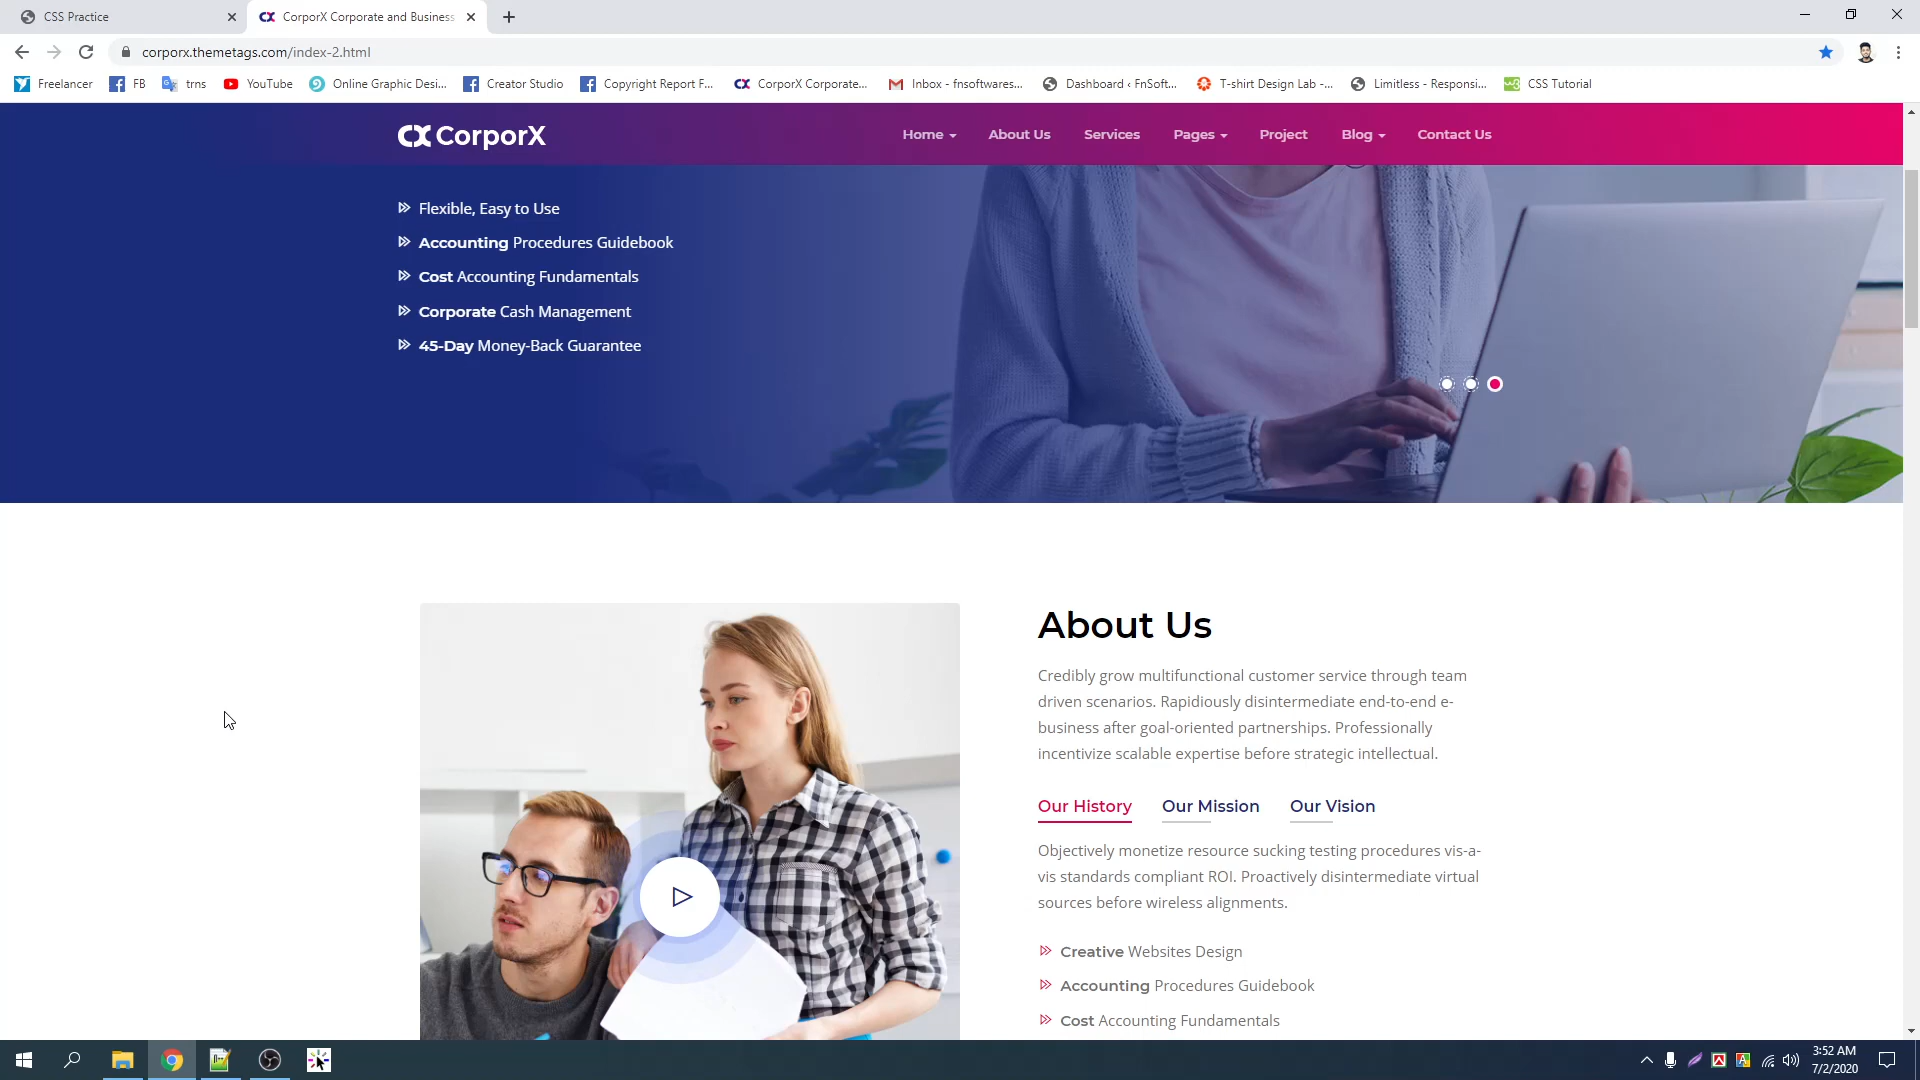 CSS Practice
CorporX Corporate and Business
corporx.themetags.com/index-2.html
Freelancer
FB
trns
YouTube
Online Graphic Desi...
Creator Studio
Copyright Report F...
CorporX Corporate...
Inbox - fnsoftwares...
Dashboard ‹ FnSoft...
T-shirt Design Lab -...
Limitless - Responsi...
CSS Tutorial
CX CorporX
Home
About Us
Services
Pages
Project
Blog
Contact Us
Flexible, Easy to Use
Accounting Procedures Guidebook
Cost Accounting Fundamentals
Corporate Cash Management
45-Day Money-Back Guarantee
About Us
Credibly grow multifunctional customer service through team
driven scenarios. Rapidiously disintermediate end-to-end e-
business after goal-oriented partnerships. Professionally
incentivize scalable expertise before strategic intellectual.
Our History
Our Mission
Our Vision
Objectively monetize resource sucking testing procedures vis-a-
vis standards compliant ROI. Proactively disintermediate virtual
sources before wireless alignments.
Creative Websites Design
Accounting Procedures Guidebook
Cost Accounting Fundamentals
3:52 AM
7/2/2020